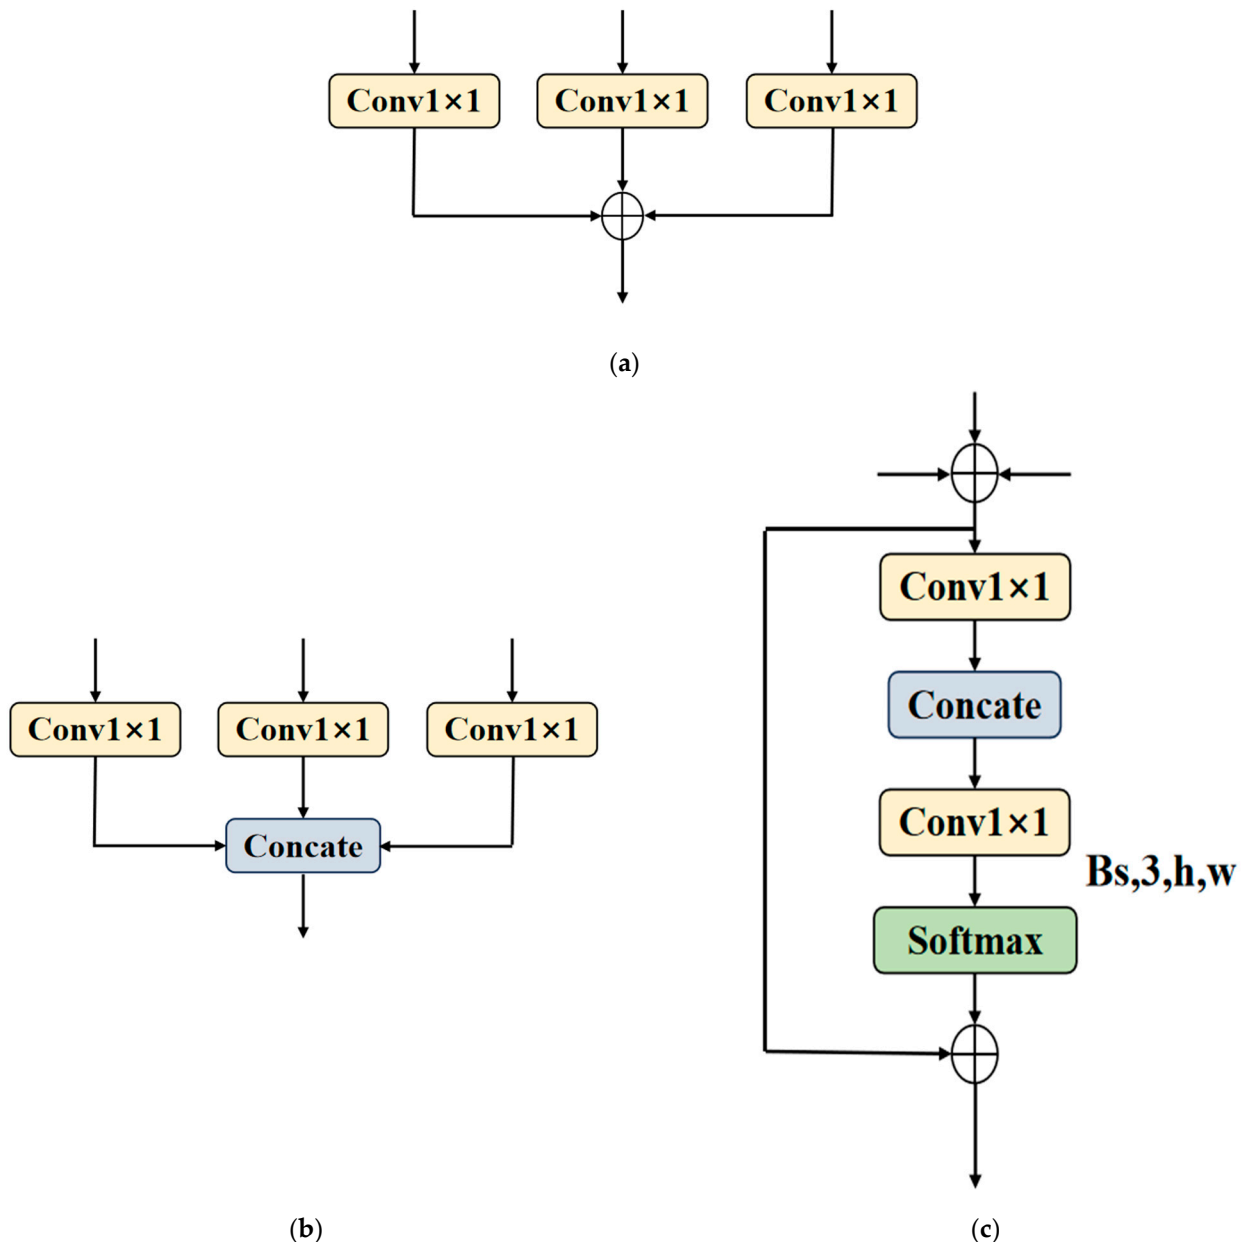 Conv1×1 Conv1×1 Conv1×1
(a)
Conv1×1 Conv1×1 Conv1×1
Concate
(b)
Conv1×1
Concate
Conv1×1
Bs,3,h,w
Softmax
(c)